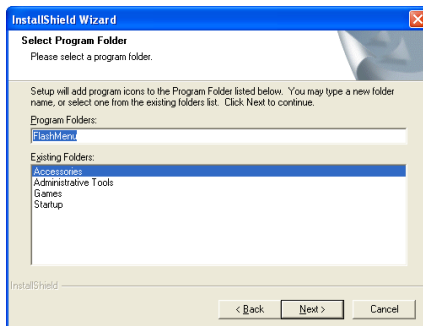 InstallShield Wizard
Select Program Folder
Please select a program folder.
Setup will add program icons to the Program Folder listed below. You may type a new folder
name, or select one from the existing folders list. Click Next to continue.
Program Folders:
FlashMenu
Existing Folders:
Accessories
Administrative Tools
Games
Startup
InstallShield
< Back Next > Cancel